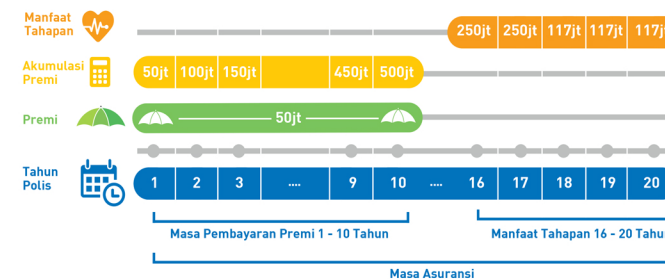 Manfaat
Tahapan
250jt 250jt 117jt 117jt 117jt
Akumulasi
Premi
50jt 100jt 150jt 450jt 500jt
Premi
50jt
Tahun
Polis
1 2 3 .... 9 10 .... 16 17 18 19 20
Masa Pembayaran Premi 1 - 10 Tahun
Manfaat Tahapan 16 - 20 Tahun
Masa Asuransi